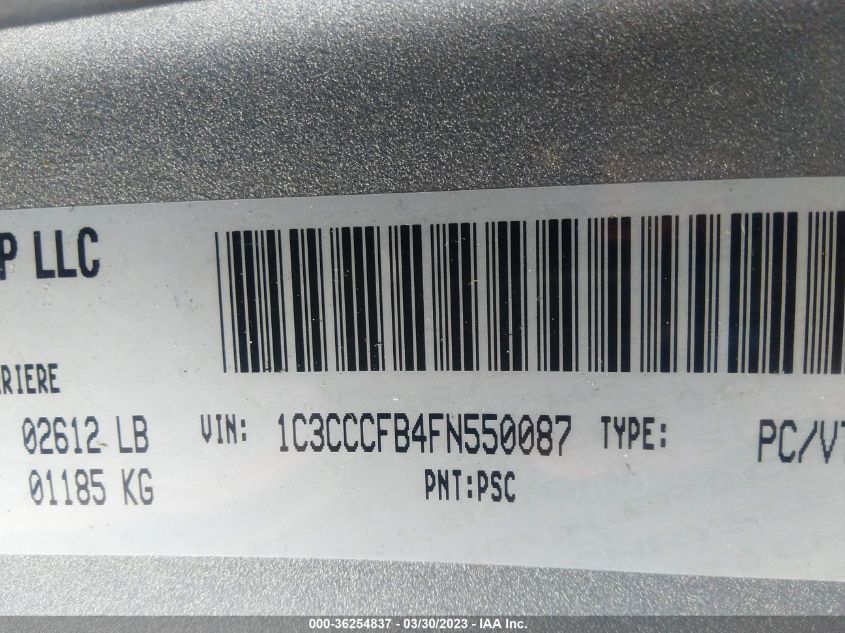 P LLC
RIERE
02612 LB VIN: 1C3CCCFB4FN550087 TYPE: PC/V
01185 KG PNT:PSC
000-36254837 - 03/30/2023 - IAA Inc.